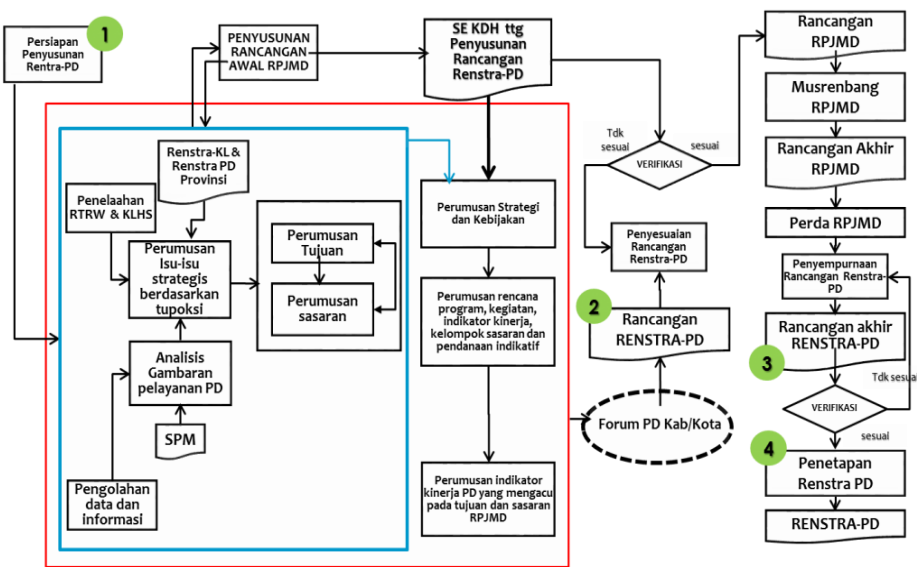 Persiapan
Penyusunan
Rentra-PD
1
PENYUSUNAN
RANCANGAN
AWAL RPJMD
SE KDH ttg
Penyusunan
Rancangan
Renstra-PD
Renstra-KL &
Renstra PD
Provinsi
Penelaahan
RTRW & KLHS
Perumusan
Isu-isu
strategis
berdasarkan
tupoksi
Perumusan
Tujuan
Perumusan
sasaran
Analisis
Gambaran
pelayanan PD
SPM
Pengolahan
data dan
informasi
Perumusan Strategi
dan Kebijakan
Perumusan rencana
program, kegiatan,
indikator kinerja,
kelompok sasaran dan
pendanaan indikatif
Perumusan indikator
kinerja PD yang mengacu
pada tujuan dan sasaran
RPJMD
Forum PD Kab/Kota
2
Rancangan
RENSTRA-PD
Penyesuaian
Rancangan
Renstra-PD
Tdk
sesuai
VERIFIKASI
sesuai
Rancangan
RPJMD
Musrenbang
RPJMD
Rancangan Akhir
RPJMD
Perda RPJMD
Penyempurnaan
Rancangan Renstra-
PD
Rancangan akhir
RENSTRA-PD
3
Tdk sesuai
VERIFIKASI
sesuai
4
Penetapan
Renstra PD
RENSTRA-PD